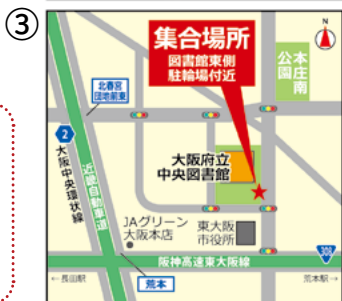 ③
集合場所
図書館東側
駐輪場付近
N
本庄南
公園
北春宮
団地前東
2
大阪中央環状線
近畿自動車道
大阪府立
中央図書館
JAグリーン
大阪本店
東大阪
市役所
308
阪神高速東大阪線
←長田駅
荒本
荒本駅→